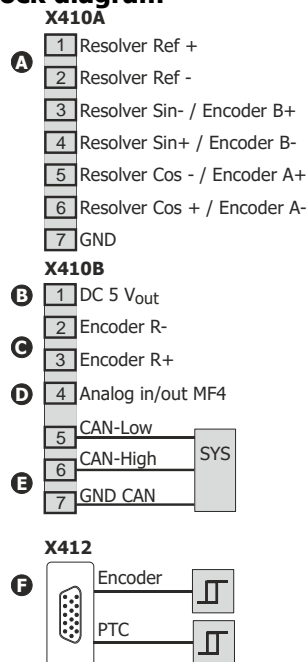 X410A
1 Resolver Ref +
A
2 Resolver Ref -
3 Resolver Sin- / Encoder B+
4 Resolver Sin+ / Encoder B-
5 Resolver Cos - / Encoder A+
6 Resolver Cos + / Encoder A-
7 GND
X410B
B 1 DC 5 Vout
2 Encoder R-
C
3 Encoder R+
D 4 Analog in/out MF4
5 CAN-Low
6 CAN-High SYS
E
7 GND CAN
X412
F Encoder
PTC